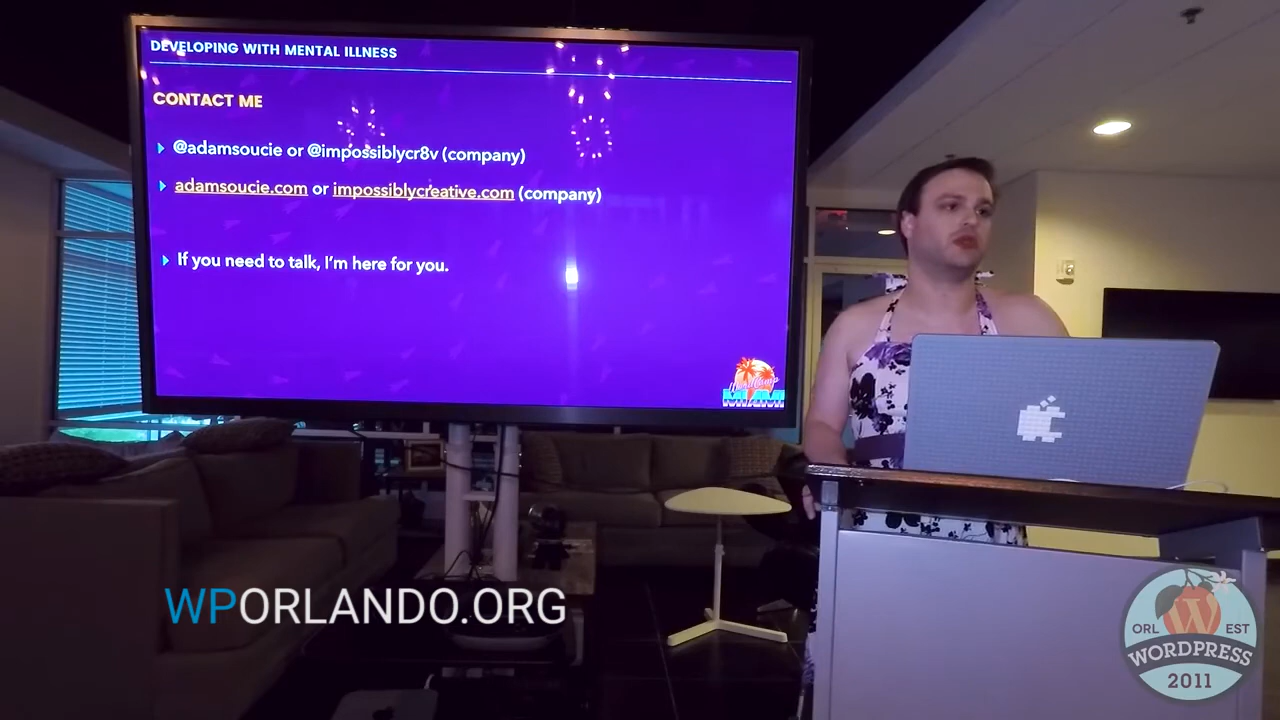 DEVELOPING WITH MENTAL ILLNESS
CONTACT ME
@adamsoucie or @impossiblycr8v (company)
adamsoucie.com or impossiblycreative.com (company)
If you need to talk, I'm here for you.
WordCamp
MIAMI
WPORLANDO.ORG
ORL EST
WORDPRESS
2011